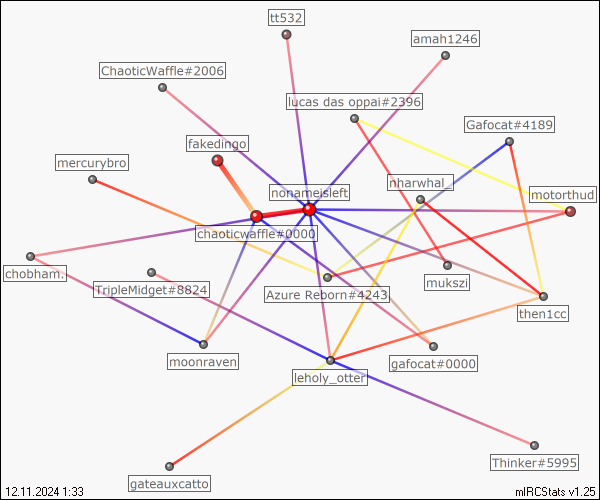 tt532
amah1246
ChaoticWaffle#2006
lucas das oppai#2396
Gafocat#4189
fakedingo
mercurybro
nonameisleft
nharwhal_
motorthud
chaoticwaffle#0000
chobham.
TripleMidget#8824
Azure Reborn#4243
mukszi
then1cc
moonraven
gafocat#0000
leholy_otter
Thinker#5995
gateauxcatto
12.11.2024 1:33
mIRCStats v1.25